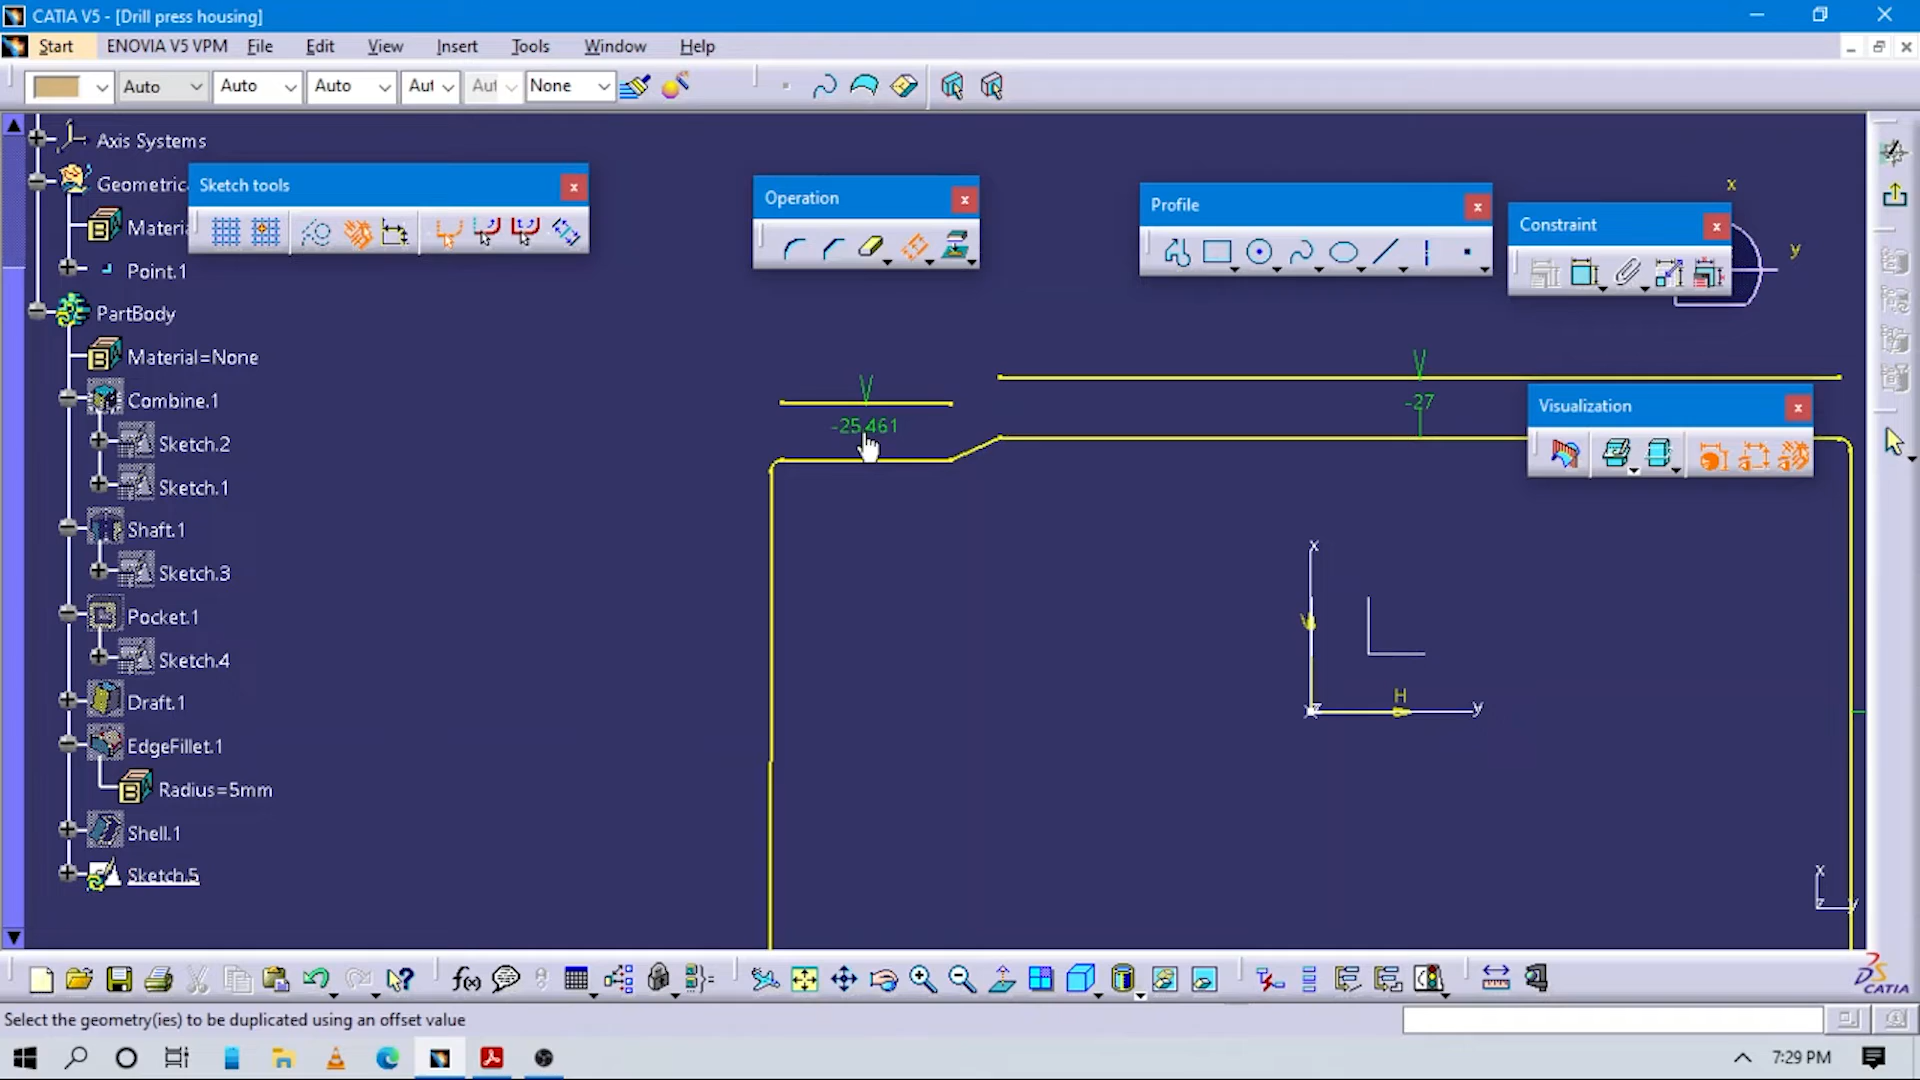 CATIA V5 - [Drill press housing]
Start ENOVIA V5 VPM File Edit View Insert Tools Window Help
Auto Auto Auto Aut Aut None
Axis Systems
Geometric
Materia
Point.1
PartBody
Material=None
Combine.1
Sketch.2
Sketch.1
Shaft.1
Sketch.3
Pocket.1
Sketch.4
Draft.1
EdgeFillet.1
Radius=5mm
Shell.1
Sketch.5
Sketch tools
Operation
Profile
Constraint
Visualization
x
y
V
-25.461
V
-27
x
V
H
y
z
x
z
y
f(x)
DS
CATIA
Select the geometry(ies) to be duplicated using an offset value
7:29 PM